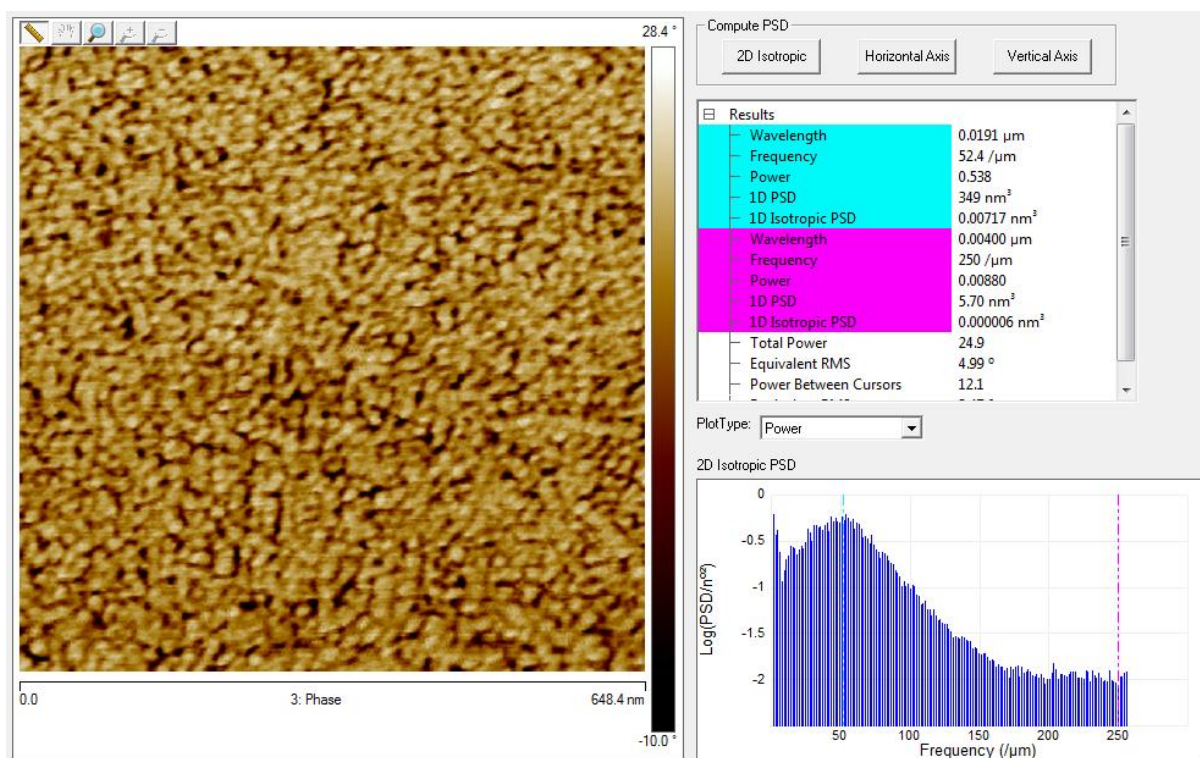 28.4 °
0.0
3: Phase
648.4 nm
-10.0 °
Compute PSD
2D Isotropic
Horizontal Axis
Vertical Axis
Results
Wavelength 0.0191 µm
Frequency 52.4 /µm
Power 0.538
1D PSD 349 nm³
1D Isotropic PSD 0.00717 nm³
Wavelength 0.00400 µm
Frequency 250 /µm
Power 0.00880
1D PSD 5.70 nm³
1D Isotropic PSD 0.000006 nm³
Total Power 24.9
Equivalent RMS 4.99 º
Power Between Cursors 12.1
PlotType: Power
2D Isotropic PSD
Log(PSD/nº²)
0
-0.5
-1
-1.5
-2
50 100 150 200 250
Frequency (/µm)